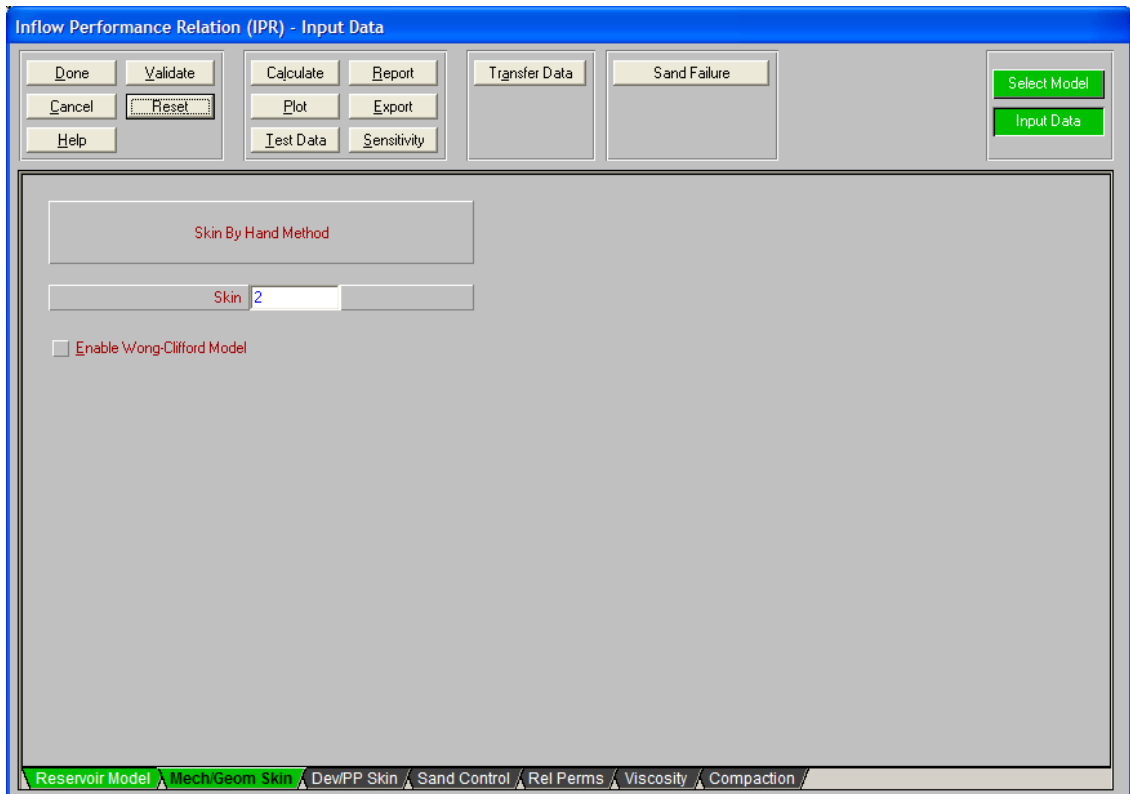 Inflow Performance Relation (IPR) - Input Data
Done Validate Calculate Report Transfer Data Sand Failure Select Model
Cancel Reset Plot Export Input Data
Help Test Data Sensitivity
Skin By Hand Method
Skin 2
Enable Wong-Clifford Model
Reservoir Model Mech/Geom Skin Dev/PP Skin Sand Control Rel Perms Viscosity Compaction